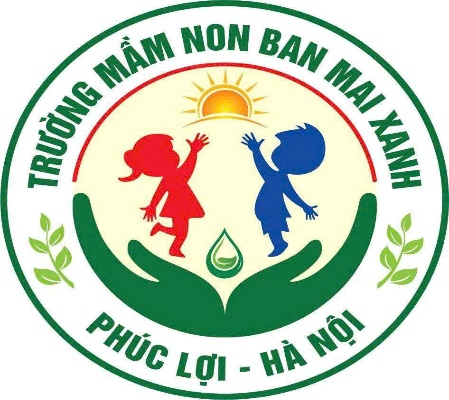 TRƯỜNG MẦM NON BAN MAI XANH
PHÚC LỢI - HÀ NỘI